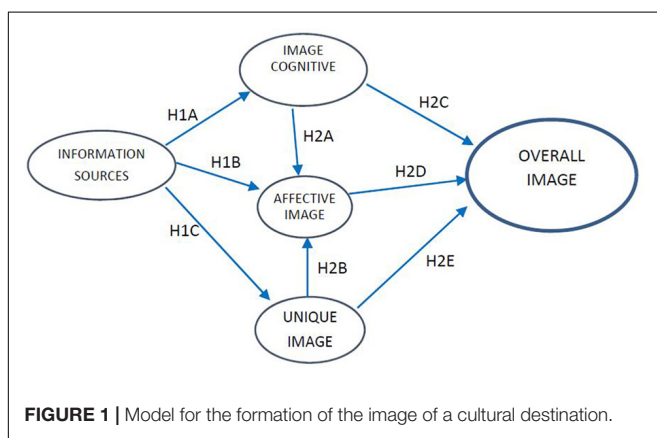 IMAGE
COGNITIVE
H1A
H2C
H2A
INFORMATION
SOURCES
H1B
OVERALL
IMAGE
H2D
AFFECTIVE
IMAGE
H1C
H2B
H2E
UNIQUE
IMAGE
FIGURE 1 | Model for the formation of the image of a cultural destination.